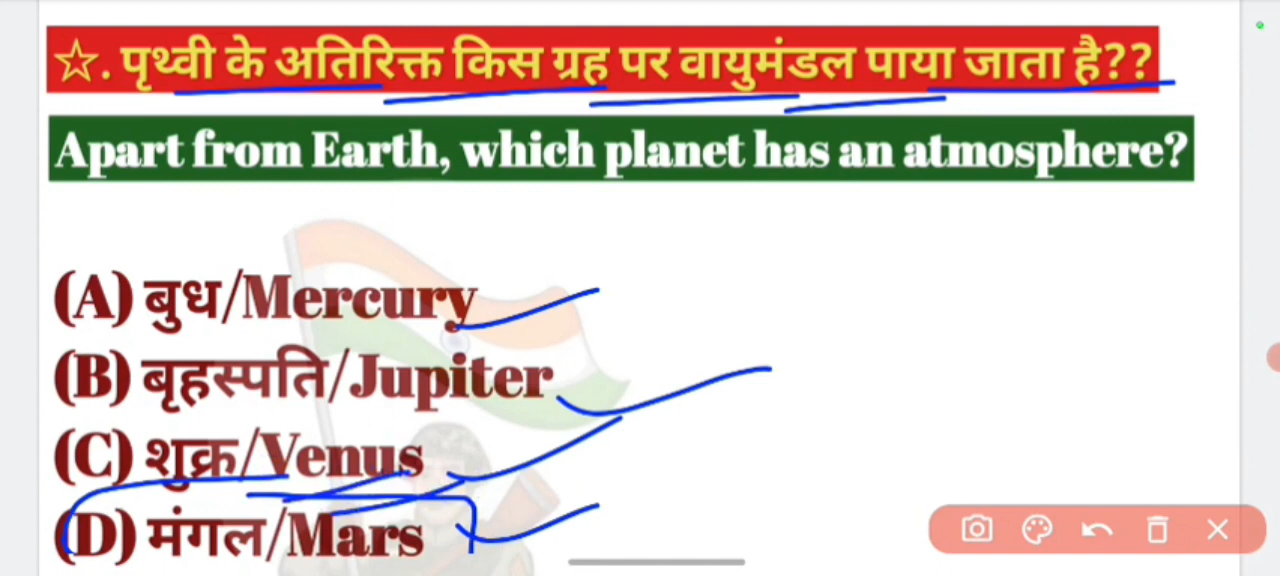 ☆. पृथ्वी के अतिरिक्त किस ग्रह पर वायुमंडल पाया जाता है??
Apart from Earth, which planet has an atmosphere?
(A) बुध/Mercury
(B) बृहस्पति/Jupiter
(C) शुक्र/Venus
(D) मंगल/Mars